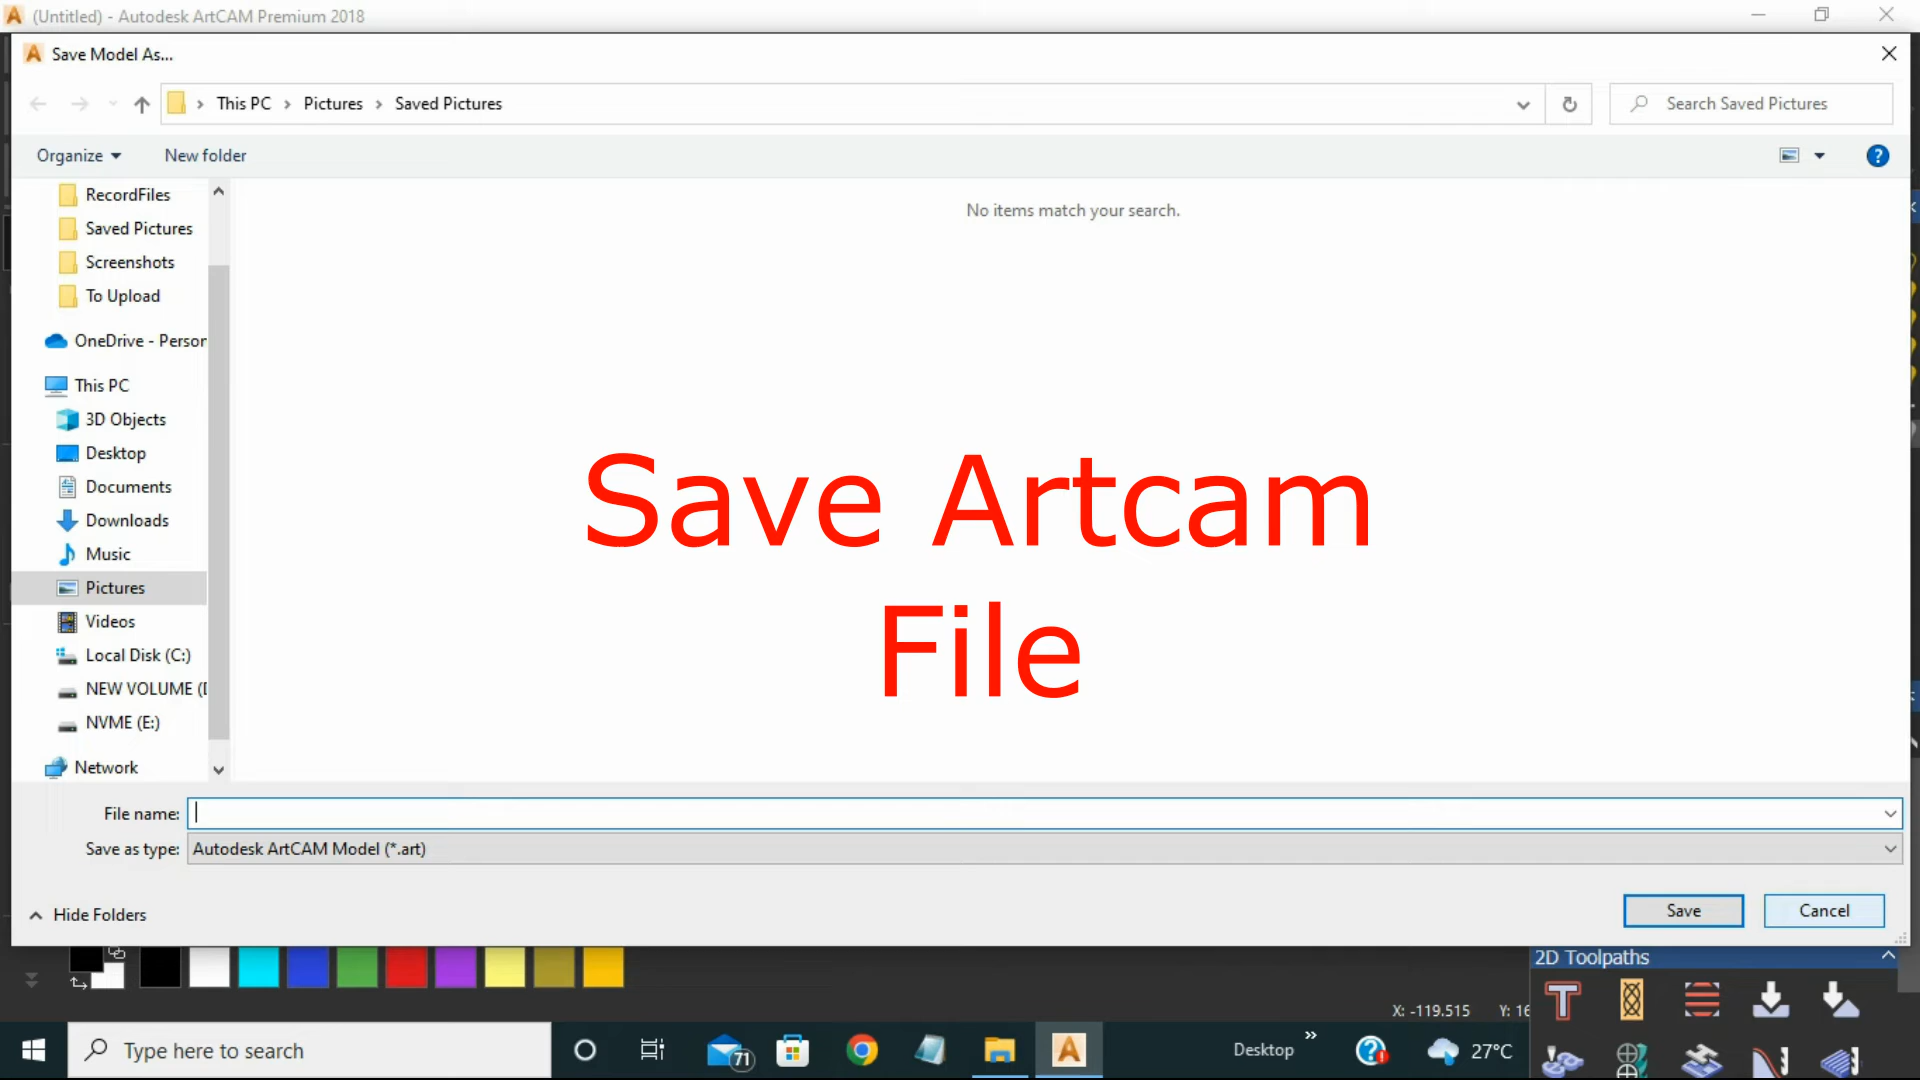 (Untitled) - Autodesk ArtCAM Premium 2018
Save Model As...
This PC > Pictures > Saved Pictures
Search Saved Pictures
Organize
New folder
No items match your search.
RecordFiles
Saved Pictures
Screenshots
To Upload
OneDrive - Person
This PC
3D Objects
Desktop
Documents
Downloads
Music
Pictures
Videos
Local Disk (C:)
NEW VOLUME (D
NVME (E:)
Network
Save Artcam
File
File name:
Save as type: Autodesk ArtCAM Model (*.art)
Hide Folders
Save
Cancel
2D Toolpaths
X: -119.515 Y: 16
Type here to search
71
Desktop
27°C